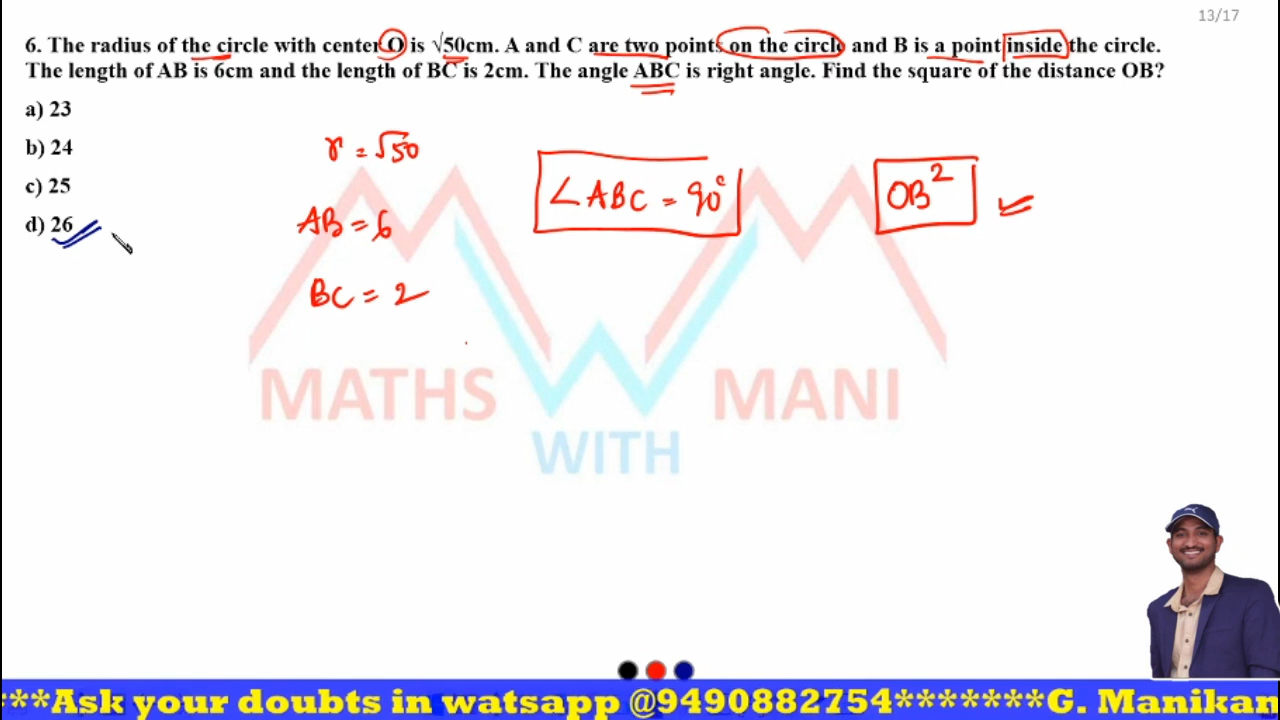 13/17
6. The radius of the circle with center O is √50cm. A and C are two points on the circle and B is a point inside the circle.
The length of AB is 6cm and the length of BC is 2cm. The angle ABC is right angle. Find the square of the distance OB?
a) 23
b) 24
c) 25
d) 26
r = √50
AB = 6
BC = 2
∠ABC = 90°
OB²
MATHS
WITH
MANI
***Ask your doubts in watsapp @9490882754*******G. Manikan